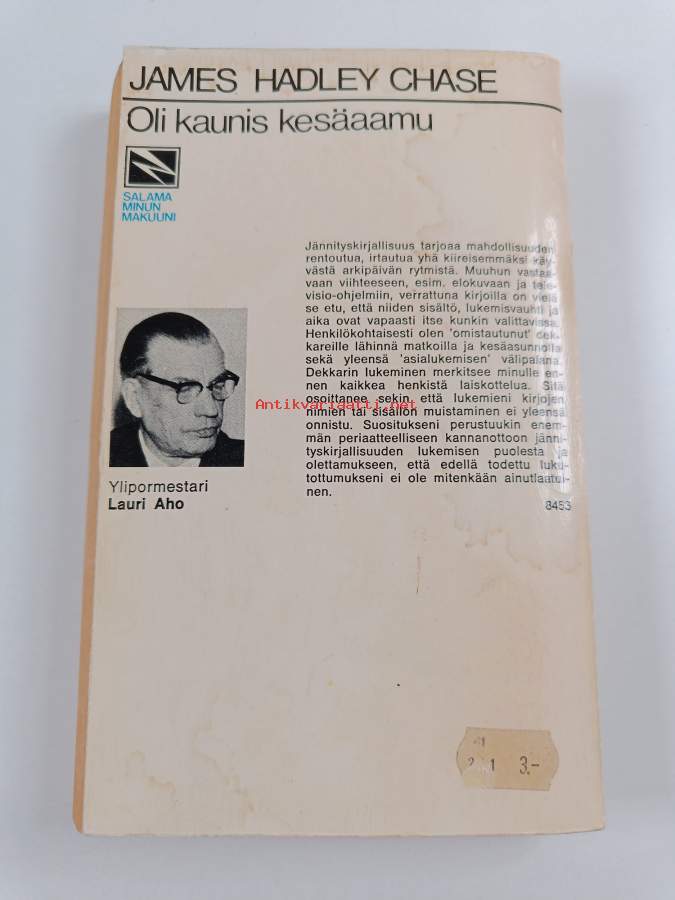 JAMES HADLEY CHASE
Oli kaunis kesäaamu
SALAMA
MINUN
MAKUUNI
Jännityskirjallisuus tarjoaa mahdollisuuden
rentoutua, irtautua yhä kiireisemmäksi käy-
västä arkipäivän rytmistä. Muuhun vastaa-
vaan viihteeseen, esim. elokuvaan ja tele-
visio-ohjelmiin, verrattuna kirjoilla on vielä
se etu, että niiden sisältö, lukemisvauhti ja
aika ovat vapaasti itse kunkin valittavissa.
Henkilökohtaisesti olen 'omistautunut' dek-
kareille lähinnä matkoilla ja kesäasunnolla
sekä yleensä 'asialukemisen' välipalana.
Dekkarin lukeminen merkitsee minulle en-
nen kaikkea henkistä laiskottelua. Sitä
osoittanee sekin että lukemieni kirjojen
nimien tai sisällön muistaminen ei yleensä
onnistu. Suositukseni perustuukin enem-
män periaatteelliseen kannanottoon jänni-
tyskirjallisuuden lukemisen puolesta ja
olettamukseen, että edellä todettu luku-
tottumukseni ei ole mitenkään ainutlaatui-
nen.
8453
Antikvariaatti.net
Ylipormestari
Lauri Aho
3.-